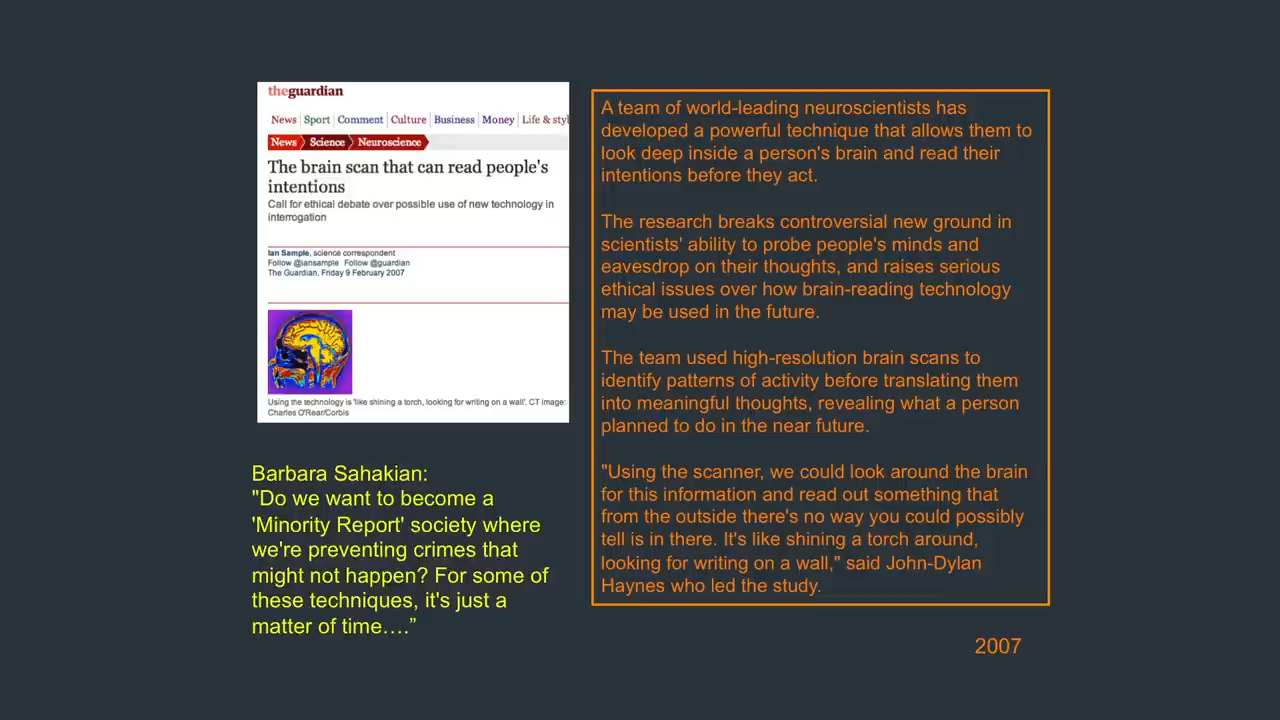 theguardian
News Sport Comment Culture Business Money Life & styl
News Science Neuroscience
The brain scan that can read people's
intentions
Call for ethical debate over possible use of new technology in
interrogation
Ian Sample, science correspondent
Follow @iansample Follow @guardian
The Guardian, Friday 9 February 2007
Using the technology is 'like shining a torch, looking for writing on a wall'. CT image:
Charles O'Rear/Corbis
Barbara Sahakian:
"Do we want to become a
'Minority Report' society where
we're preventing crimes that
might not happen? For some of
these techniques, it's just a
matter of time…."
A team of world-leading neuroscientists has
developed a powerful technique that allows them to
look deep inside a person's brain and read their
intentions before they act.
The research breaks controversial new ground in
scientists' ability to probe people's minds and
eavesdrop on their thoughts, and raises serious
ethical issues over how brain-reading technology
may be used in the future.
The team used high-resolution brain scans to
identify patterns of activity before translating them
into meaningful thoughts, revealing what a person
planned to do in the near future.
"Using the scanner, we could look around the brain
for this information and read out something that
from the outside there's no way you could possibly
tell is in there. It's like shining a torch around,
looking for writing on a wall," said John-Dylan
Haynes who led the study.
2007